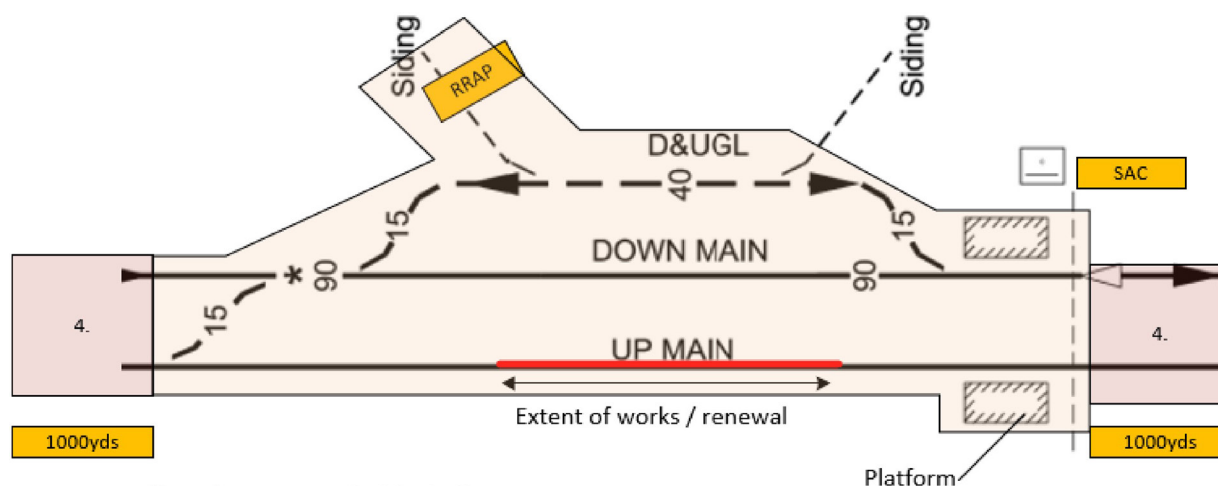 Siding
RRAP
Siding
D&UGL
SAC
40
15
15
DOWN MAIN
* 90
90
4.
4.
15
UP MAIN
Extent of works / renewal
1000yds
1000yds
Platform